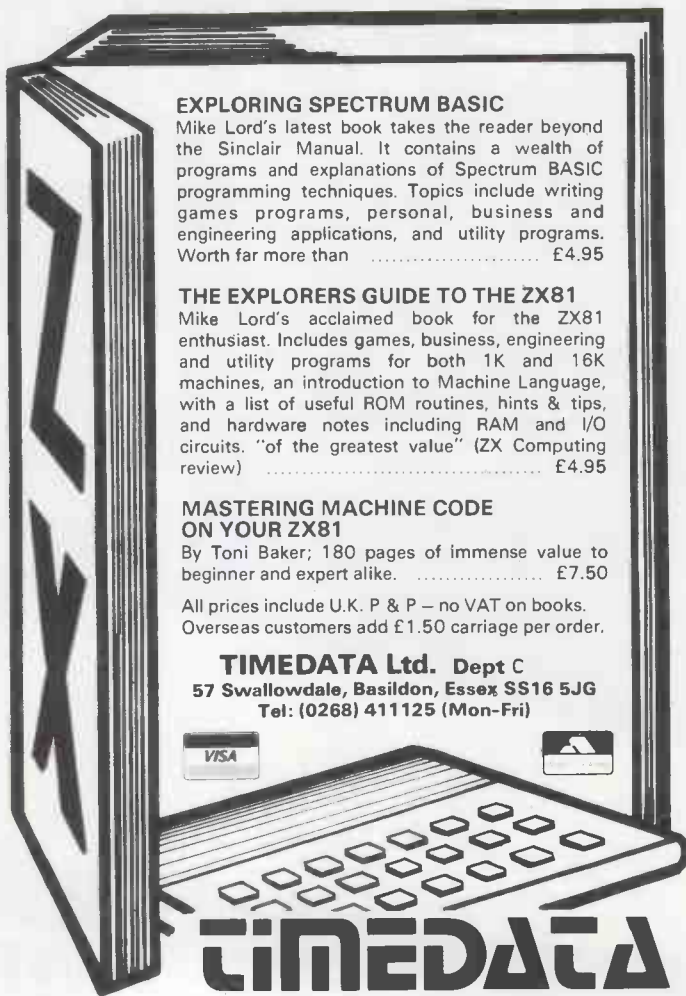 ZX
EXPLORING SPECTRUM BASIC
Mike Lord's latest book takes the reader beyond
the Sinclair Manual. It contains a wealth of
programs and explanations of Spectrum BASIC
programming techniques. Topics include writing
games programs, personal, business and
engineering applications, and utility programs.
Worth far more than ........................ £4.95
THE EXPLORERS GUIDE TO THE ZX81
Mike Lord's acclaimed book for the ZX81
enthusiast. Includes games, business, engineering
and utility programs for both 1K and 16K
machines, an introduction to Machine Language,
with a list of useful ROM routines, hints & tips,
and hardware notes including RAM and I/O
circuits. "of the greatest value" (ZX Computing
review) ....................................... £4.95
MASTERING MACHINE CODE
ON YOUR ZX81
By Toni Baker; 180 pages of immense value to
beginner and expert alike. .................. £7.50
All prices include U.K. P & P – no VAT on books.
Overseas customers add £1.50 carriage per order.
TIMEDATA Ltd. Dept C
57 Swallowdale, Basildon, Essex SS16 5JG
Tel: (0268) 411125 (Mon-Fri)
VISA
TIMEDATA